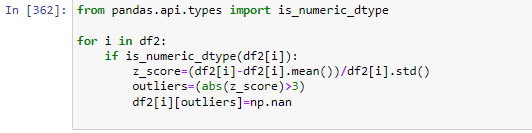 In [362]: from pandas.api.types import is_numeric_dtype
for i in df2:
    if is_numeric_dtype(df2[i]):
        z_score=(df2[i]-df2[i].mean())/df2[i].std()
        outliers=(abs(z_score)>3)
        df2[i][outliers]=np.nan